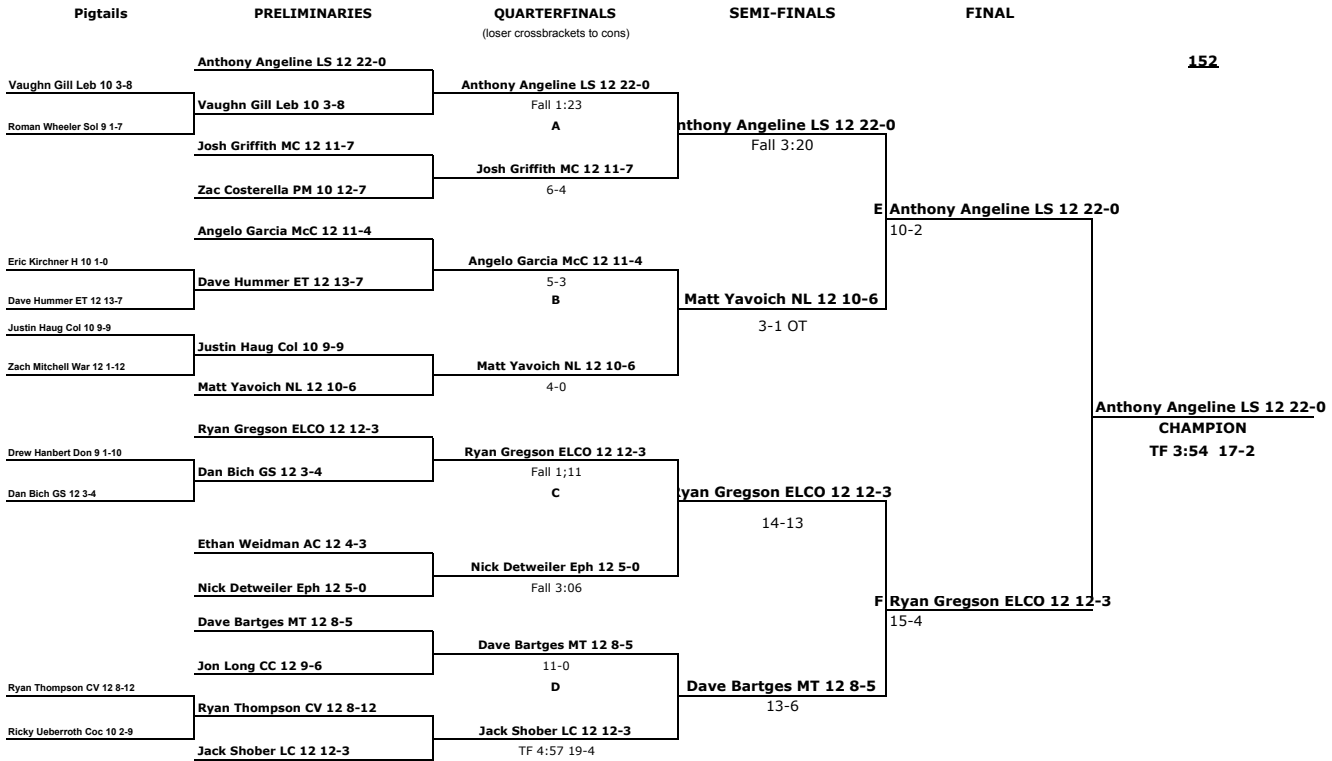 Pigtails PRELIMINARIES QUARTERFINALS SEMI-FINALS FINAL
(loser crossbrackets to cons)
152
Vaughn Gill Leb 10 3-8
Roman Wheeler Sol 9 1-7
Eric Kirchner H 10 1-0
Dave Hummer ET 12 13-7
Justin Haug Col 10 9-9
Zach Mitchell War 12 1-12
Drew Hanbert Don 9 1-10
Dan Bich GS 12 3-4
Ryan Thompson CV 12 8-12
Ricky Ueberroth Coc 10 2-9
Anthony Angeline LS 12 22-0
Vaughn Gill Leb 10 3-8
Josh Griffith MC 12 11-7
Zac Costerella PM 10 12-7
Angelo Garcia McC 12 11-4
Dave Hummer ET 12 13-7
Justin Haug Col 10 9-9
Matt Yavoich NL 12 10-6
Ryan Gregson ELCO 12 12-3
Dan Bich GS 12 3-4
Ethan Weidman AC 12 4-3
Nick Detweiler Eph 12 5-0
Dave Bartges MT 12 8-5
Jon Long CC 12 9-6
Ryan Thompson CV 12 8-12
Jack Shober LC 12 12-3
Anthony Angeline LS 12 22-0
Fall 1:23
A
Josh Griffith MC 12 11-7
6-4
Angelo Garcia McC 12 11-4
5-3
B
Matt Yavoich NL 12 10-6
4-0
Ryan Gregson ELCO 12 12-3
Fall 1;11
C
Nick Detweiler Eph 12 5-0
Fall 3:06
Dave Bartges MT 12 8-5
11-0
D
Jack Shober LC 12 12-3
TF 4:57 19-4
nthony Angeline LS 12 22-0
Fall 3:20
Matt Yavoich NL 12 10-6
3-1 OT
yan Gregson ELCO 12 12-3
14-13
Dave Bartges MT 12 8-5
13-6
E Anthony Angeline LS 12 22-0
10-2
F Ryan Gregson ELCO 12 12-3
15-4
Anthony Angeline LS 12 22-0
CHAMPION
TF 3:54 17-2